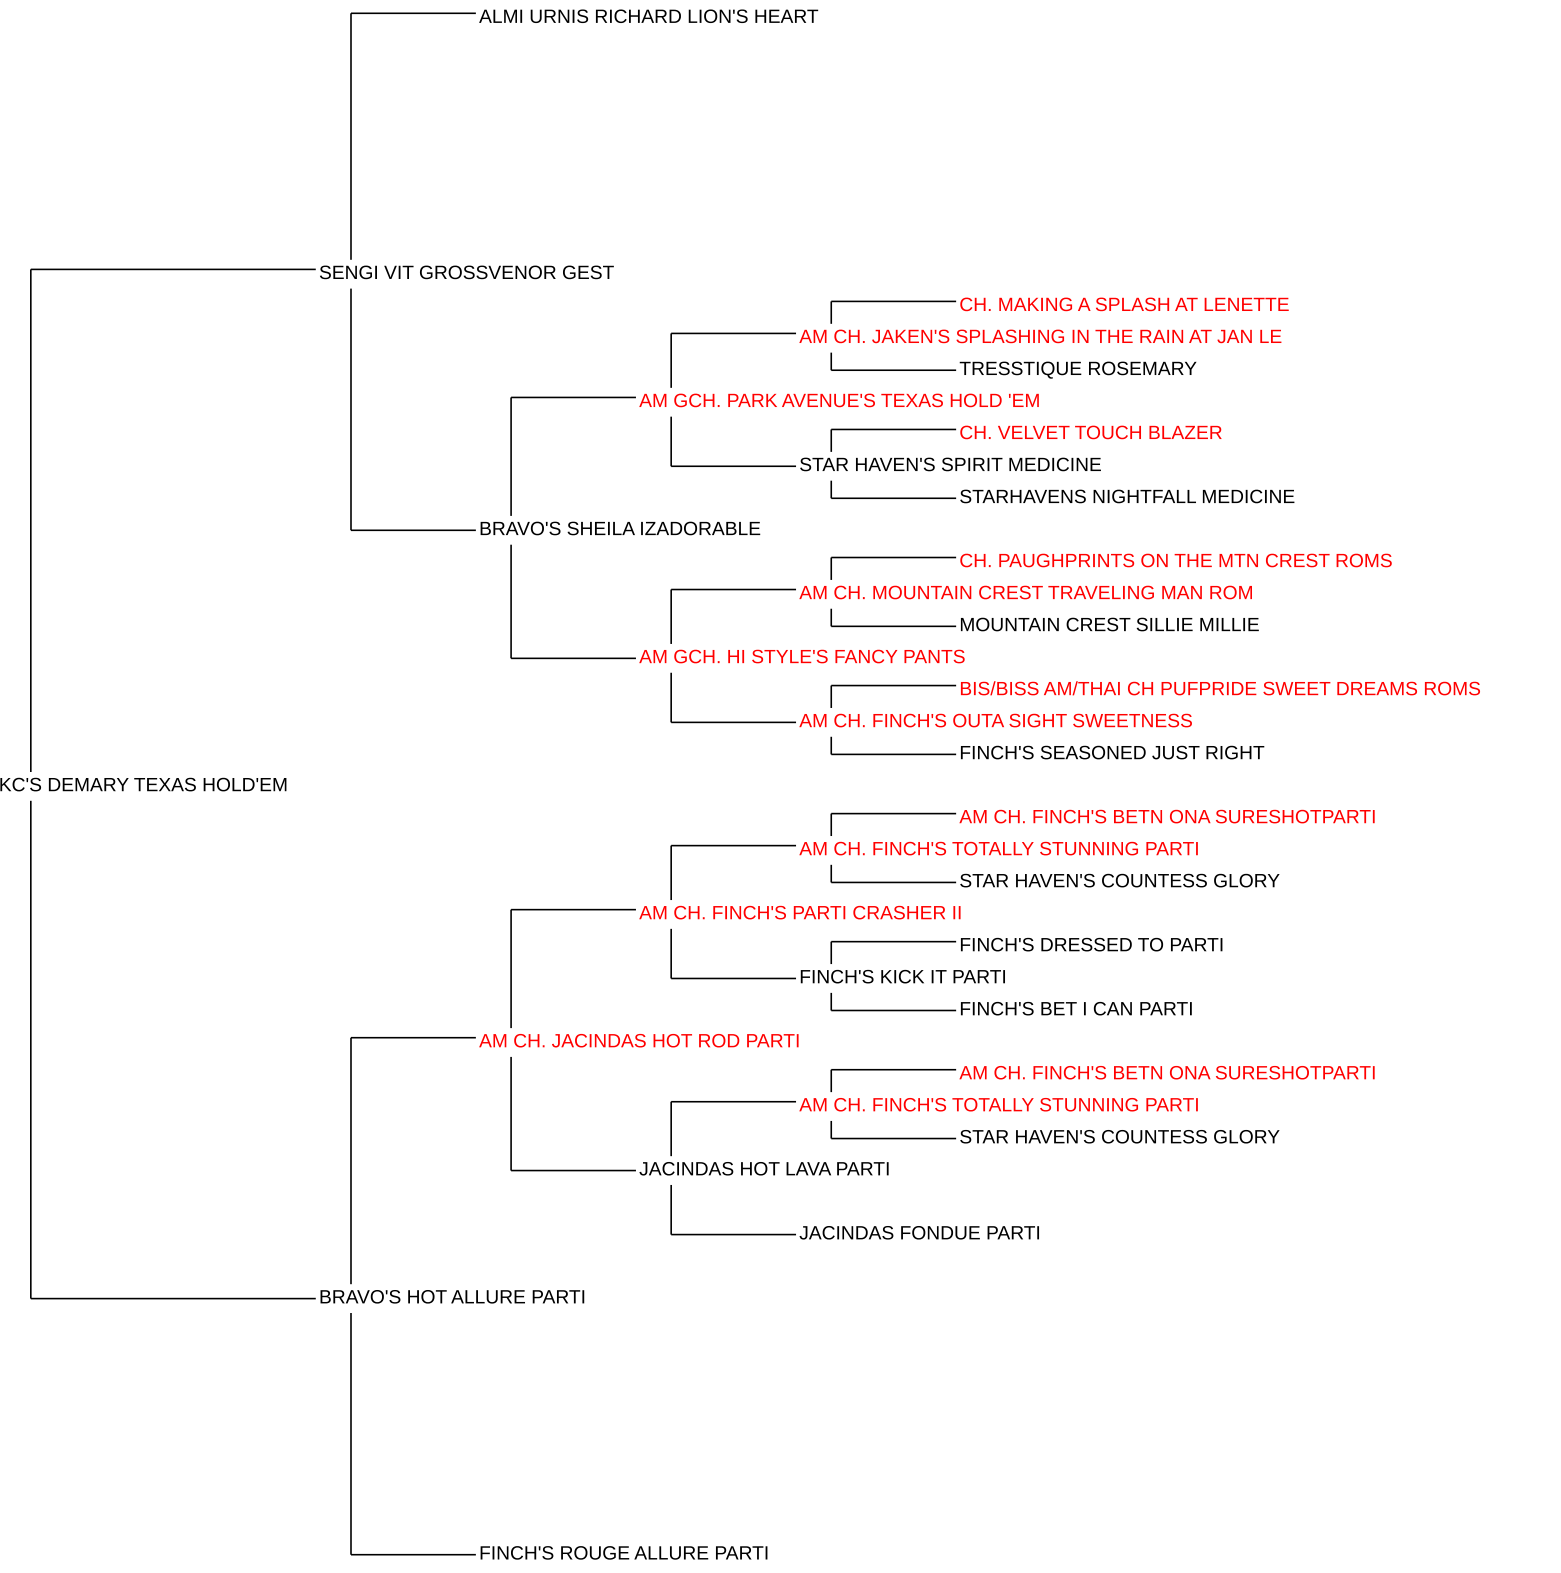 ALMI URNIS RICHARD LION'S HEART
SENGI VIT GROSSVENOR GEST
CH. MAKING A SPLASH AT LENETTE
AM CH. JAKEN'S SPLASHING IN THE RAIN AT JAN LE
TRESSTIQUE ROSEMARY
AM GCH. PARK AVENUE'S TEXAS HOLD 'EM
CH. VELVET TOUCH BLAZER
STAR HAVEN'S SPIRIT MEDICINE
STARHAVENS NIGHTFALL MEDICINE
BRAVO'S SHEILA IZADORABLE
CH. PAUGHPRINTS ON THE MTN CREST ROMS
AM CH. MOUNTAIN CREST TRAVELING MAN ROM
MOUNTAIN CREST SILLIE MILLIE
AM GCH. HI STYLE'S FANCY PANTS
BIS/BISS AM/THAI CH PUFPRIDE SWEET DREAMS ROMS
AM CH. FINCH'S OUTA SIGHT SWEETNESS
FINCH'S SEASONED JUST RIGHT
KC'S DEMARY TEXAS HOLD'EM
AM CH. FINCH'S BETN ONA SURESHOTPARTI
AM CH. FINCH'S TOTALLY STUNNING PARTI
STAR HAVEN'S COUNTESS GLORY
AM CH. FINCH'S PARTI CRASHER II
FINCH'S DRESSED TO PARTI
FINCH'S KICK IT PARTI
FINCH'S BET I CAN PARTI
AM CH. JACINDAS HOT ROD PARTI
AM CH. FINCH'S BETN ONA SURESHOTPARTI
AM CH. FINCH'S TOTALLY STUNNING PARTI
STAR HAVEN'S COUNTESS GLORY
JACINDAS HOT LAVA PARTI
JACINDAS FONDUE PARTI
BRAVO'S HOT ALLURE PARTI
FINCH'S ROUGE ALLURE PARTI